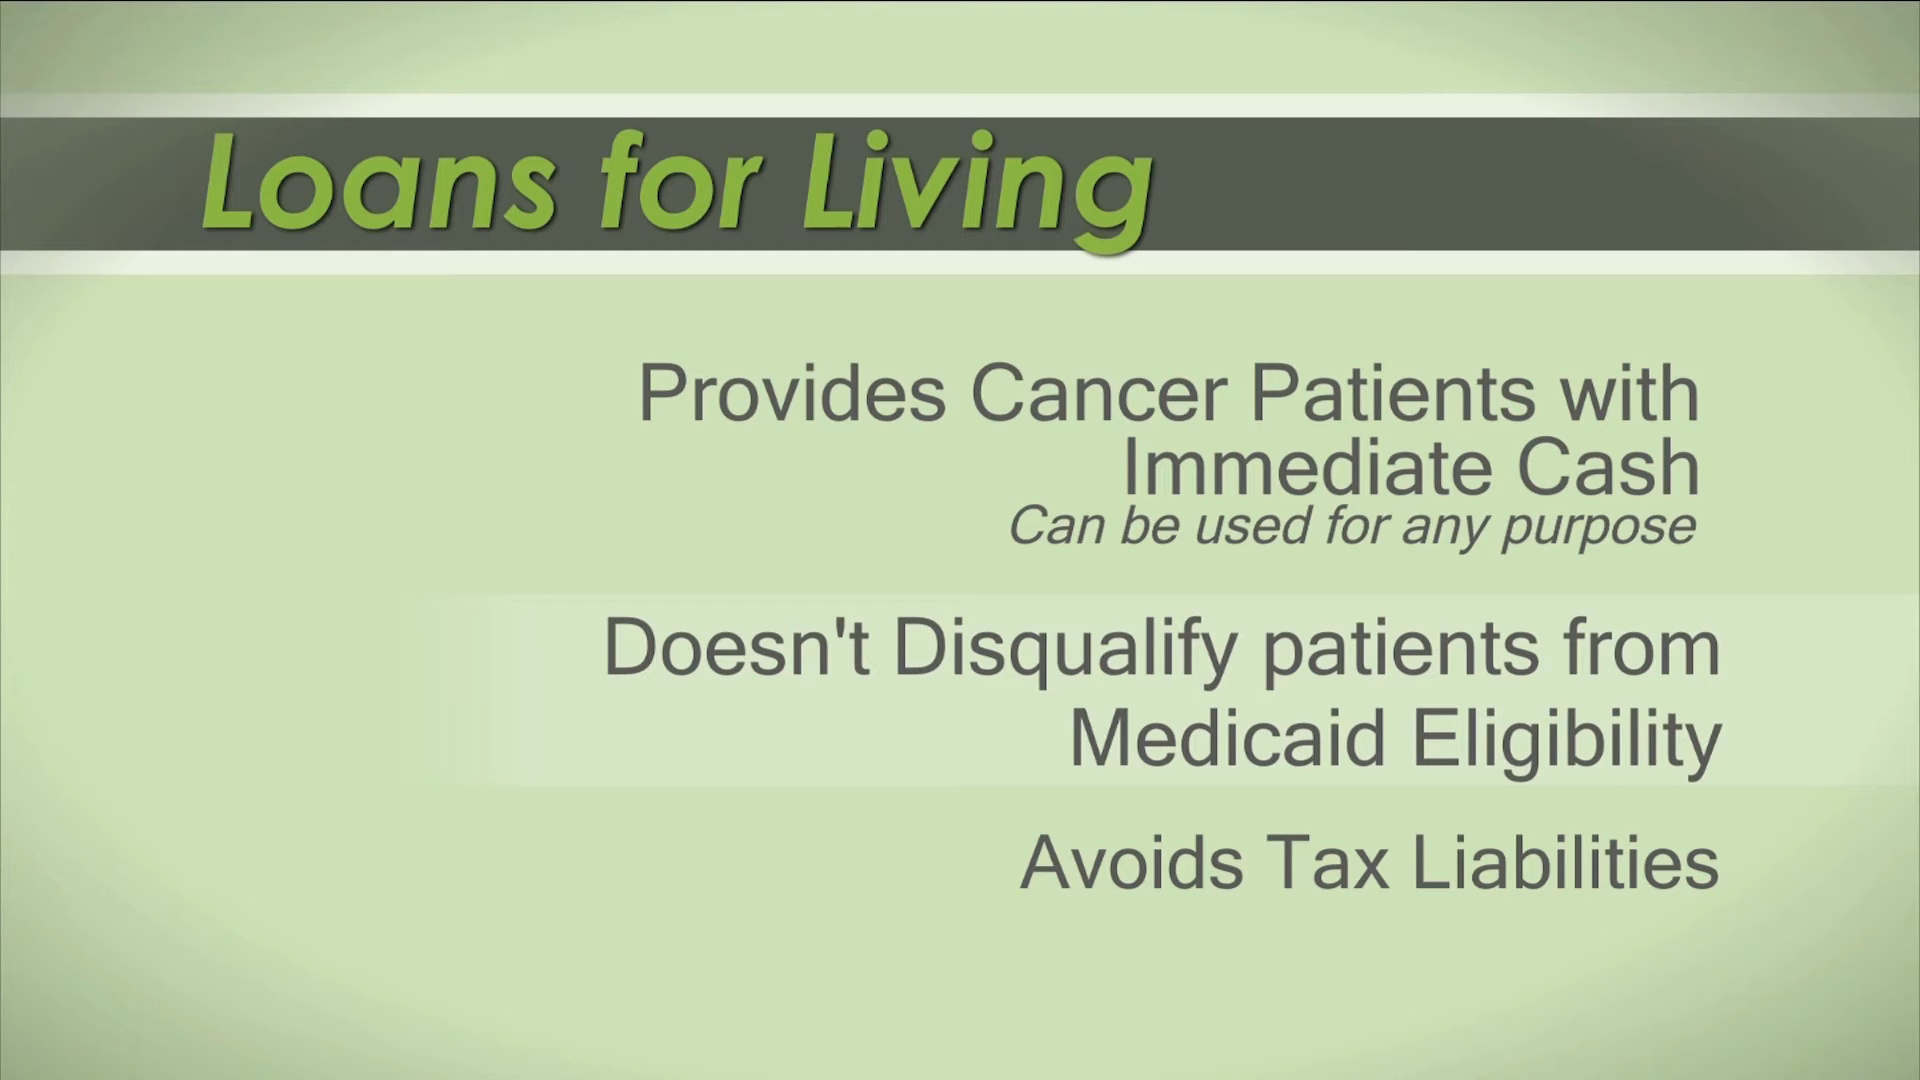 Loans for Living
Provides Cancer Patients with
Immediate Cash
Can be used for any purpose
Doesn't Disqualify patients from
Medicaid Eligibility
Avoids Tax Liabilities